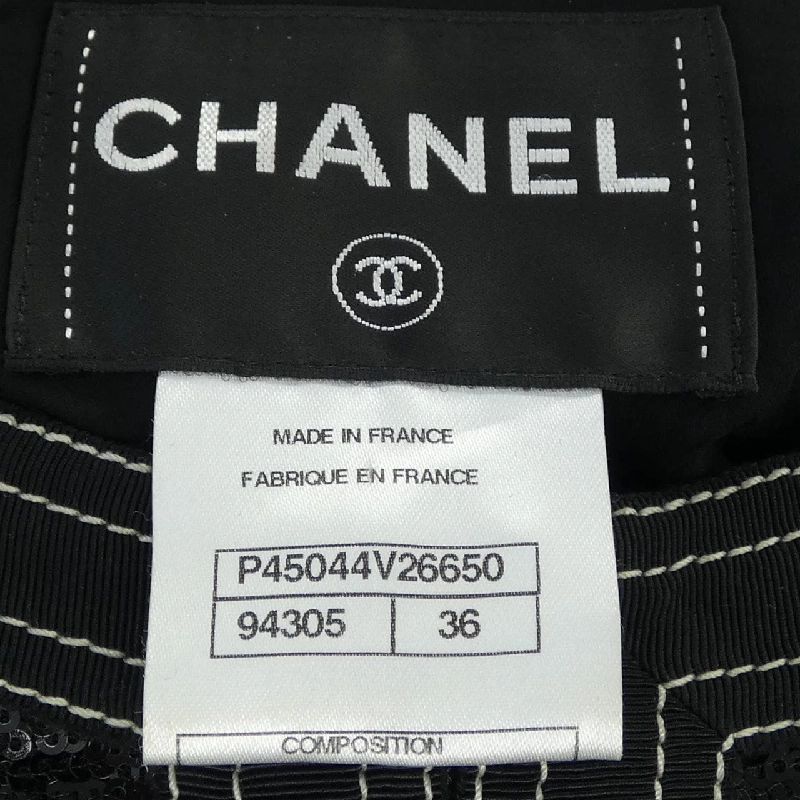 CHANEL
MADE IN FRANCE
FABRIQUE EN FRANCE
P45044V26650
94305 36
COMPOSITION